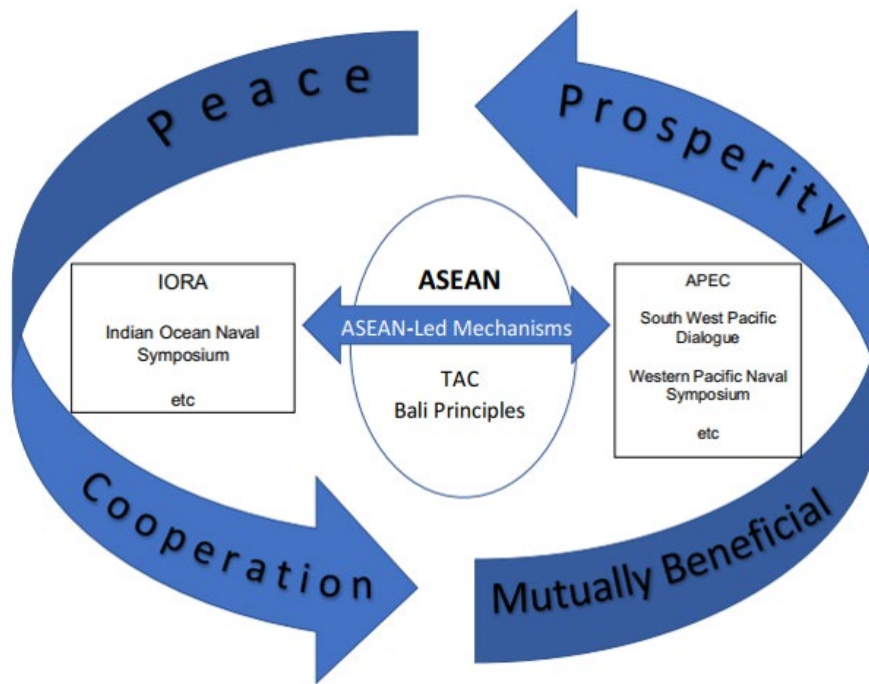 Peace
Prosperity
IORA
Indian Ocean Naval
Symposium
etc
ASEAN
ASEAN-Led Mechanisms
TAC
Bali Principles
APEC
South West Pacific
Dialogue
Western Pacific Naval
Symposium
etc
Cooperation
Mutually Beneficial